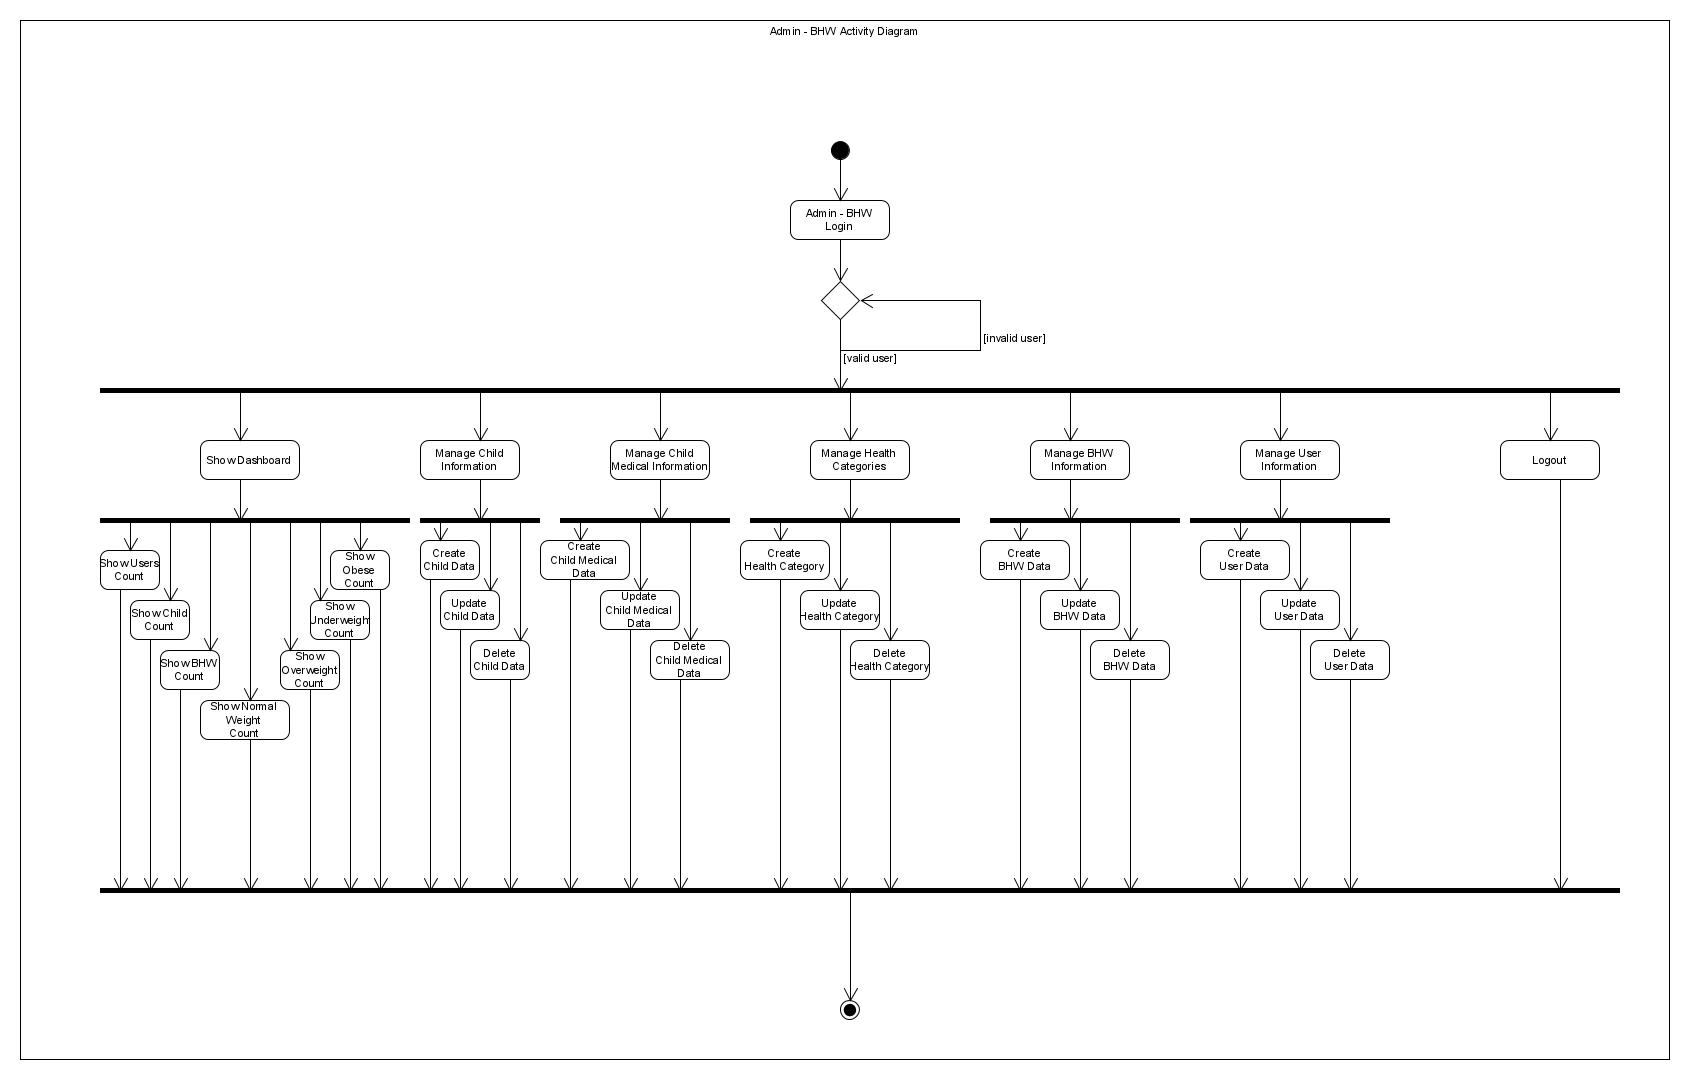 Admin - BHW Activity Diagram
Admin - BHW
Login
[invalid user]
[valid user]
Show Dashboard
Manage Child
Information
Manage Child
Medical Information
Manage Health
Categories
Manage BHW
Information
Manage User
Information
Logout
Show Users
Count
Show Child
Count
Show BHW
Count
Show Normal
Weight
Count
Show
Overweight
Count
Show
Underweight
Count
Show
Obese
Count
Create
Child Data
Update
Child Data
Delete
Child Data
Create
Child Medical
Data
Update
Child Medical
Data
Delete
Child Medical
Data
Create
Health Category
Update
Health Category
Delete
Health Category
Create
BHW Data
Update
BHW Data
Delete
BHW Data
Create
User Data
Update
User Data
Delete
User Data